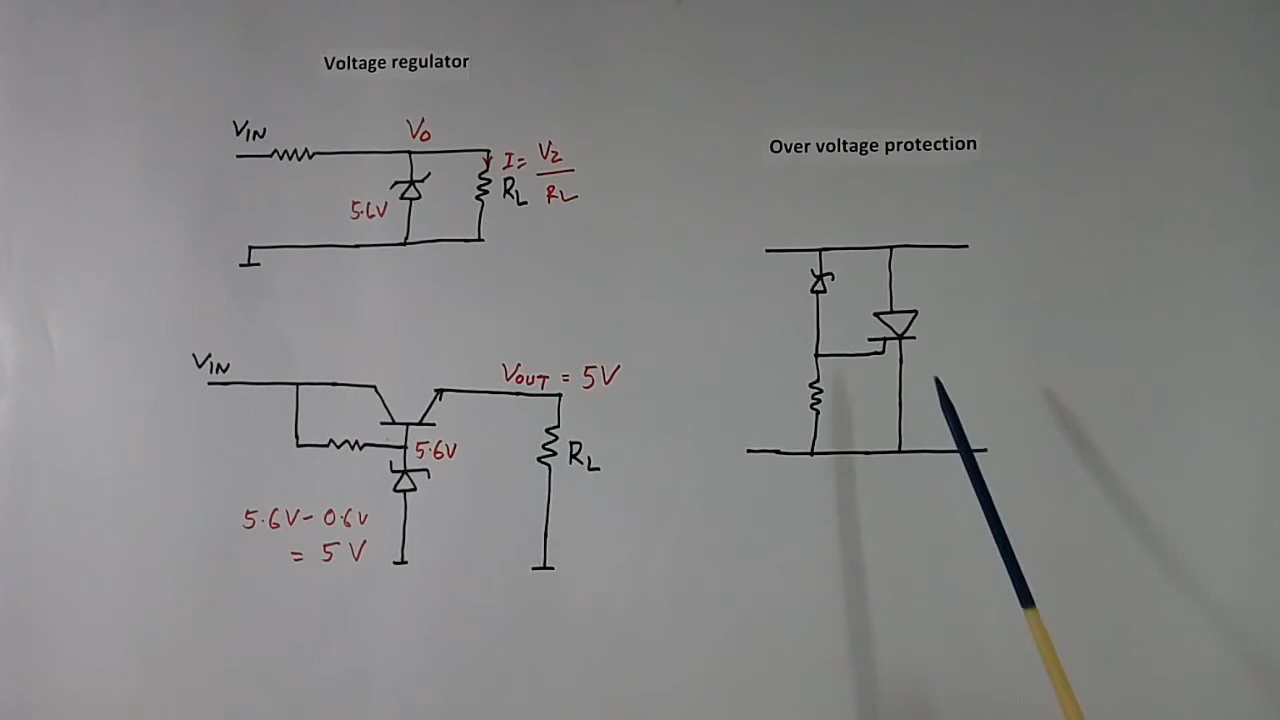 Voltage regulator
VIN
VO
I = VZ / RL
RL
5.6V
Over voltage protection
VIN
VOUT = 5V
5.6V
RL
5.6V - 0.6V
= 5V